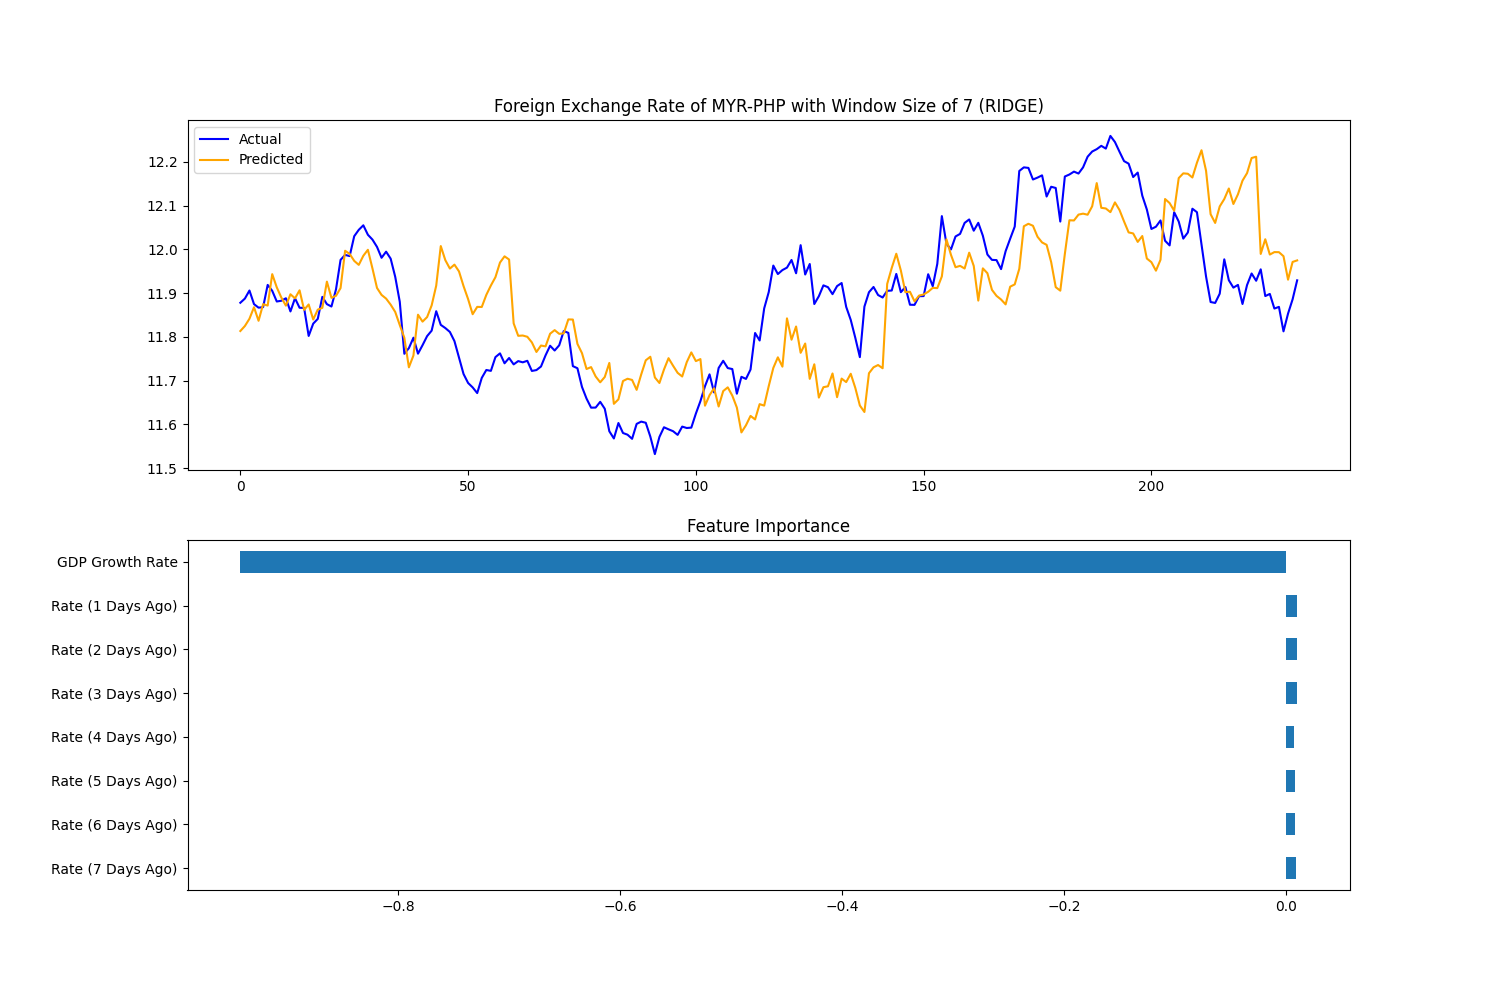 Foreign Exchange Rate of MYR-PHP with Window Size of 7 (RIDGE)
Actual
Predicted
12.2
12.1
12.0
11.9
11.8
11.7
11.6
11.5
0 50 100 150 200
Feature Importance
GDP Growth Rate
Rate (1 Days Ago)
Rate (2 Days Ago)
Rate (3 Days Ago)
Rate (4 Days Ago)
Rate (5 Days Ago)
Rate (6 Days Ago)
Rate (7 Days Ago)
−0.8 −0.6 −0.4 −0.2 0.0